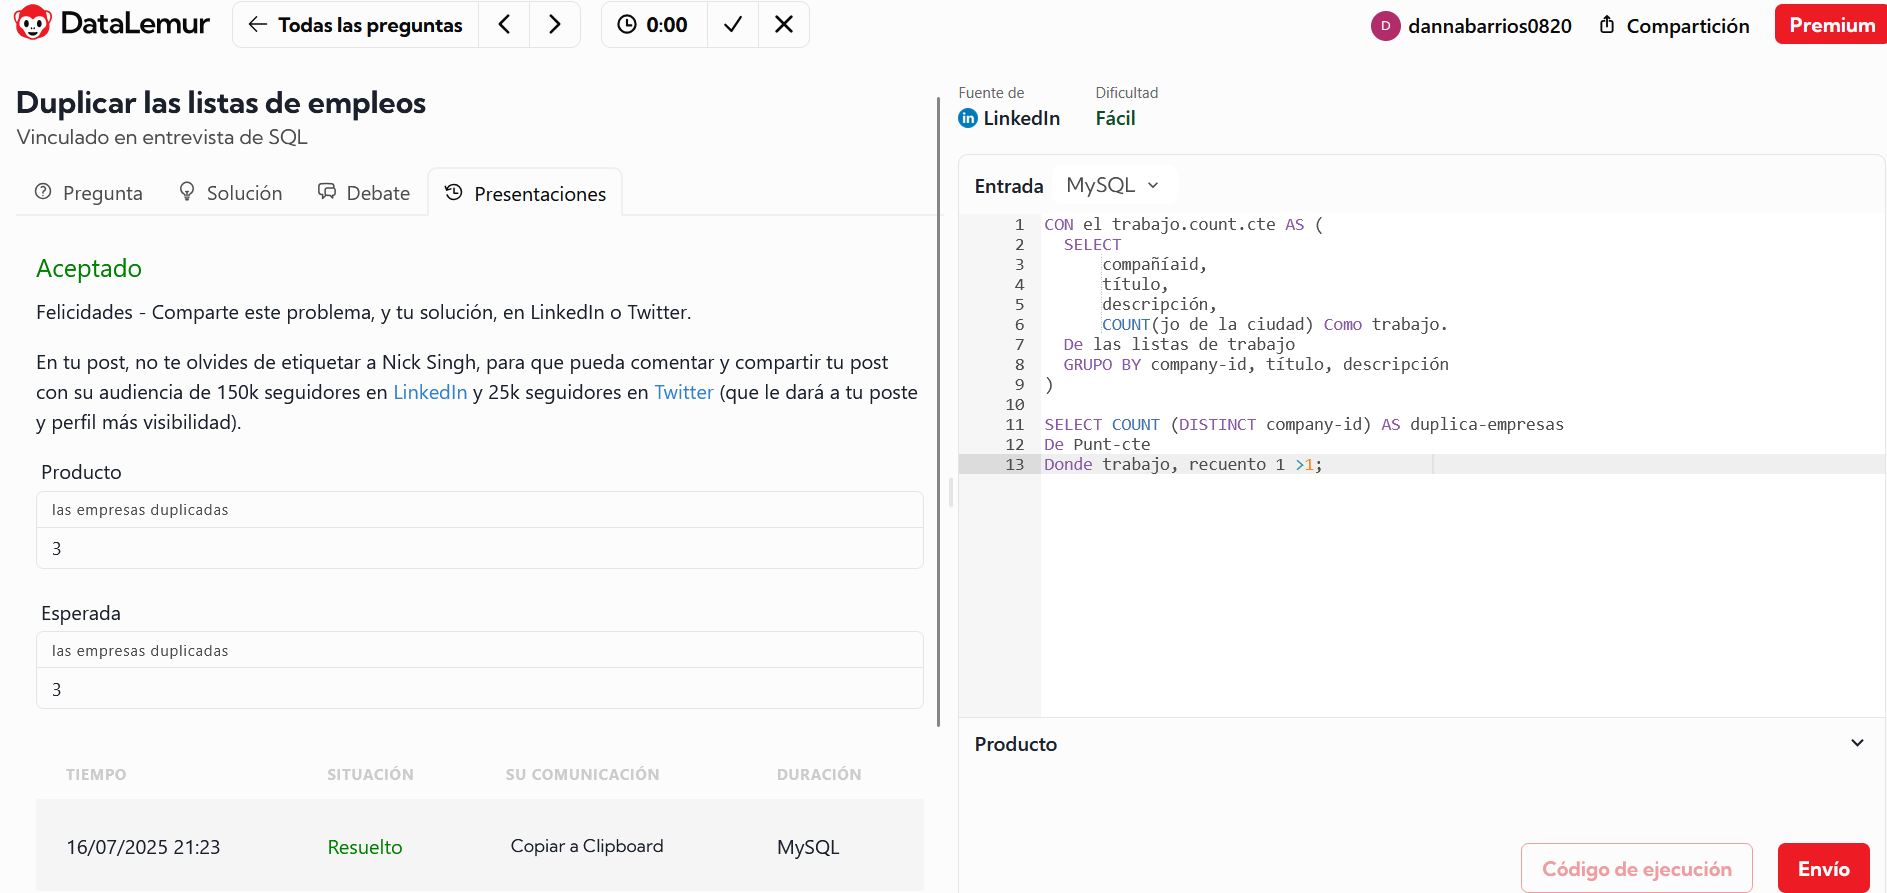 DataLemur
Todas las preguntas
0:00
D
dannabarrios0820
Compartición
Premium
Duplicar las listas de empleos
Vinculado en entrevista de SQL
Pregunta
Solución
Debate
Presentaciones
Aceptado
Felicidades - Comparte este problema, y tu solución, en LinkedIn o Twitter.
En tu post, no te olvides de etiquetar a Nick Singh, para que pueda comentar y compartir tu post
con su audiencia de 150k seguidores en LinkedIn y 25k seguidores en Twitter (que le dará a tu poste
y perfil más visibilidad).
Producto
las empresas duplicadas
3
Esperada
las empresas duplicadas
3
TIEMPO SITUACIÓN SU COMUNICACIÓN DURACIÓN
16/07/2025 21:23 Resuelto Copiar a Clipboard MySQL
Fuente de
in LinkedIn
Dificultad
Fácil
Entrada MySQL
1 CON el trabajo.count.cte AS (
2 SELECT
3 compañíaid,
4 título,
5 descripción,
6 COUNT(jo de la ciudad) Como trabajo.
7 De las listas de trabajo
8 GRUPO BY company-id, título, descripción
9 )
10
11 SELECT COUNT (DISTINCT company-id) AS duplica-empresas
12 De Punt-cte
13 Donde trabajo, recuento 1 >1;
Producto
Código de ejecución
Envío